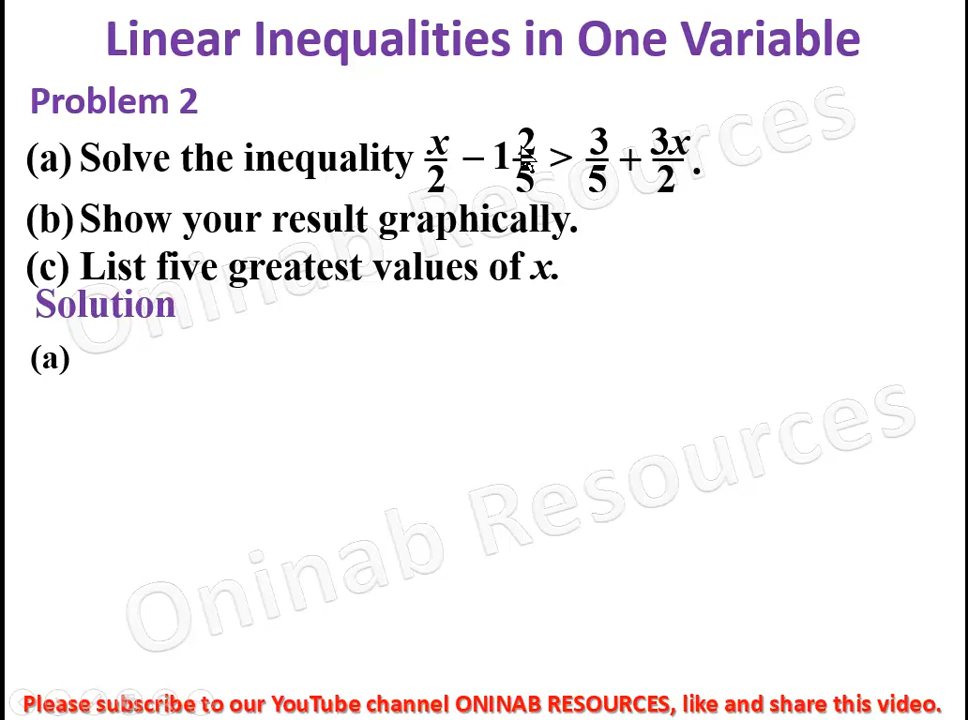 Linear Inequalities in One Variable
Problem 2
(a) Solve the inequality x/2 − 1 2/5 > 3/5 + 3x/2.
(b) Show your result graphically.
(c) List five greatest values of x.
Solution
(a)
Oninab Resources
Oninab Resources
Please subscribe to our YouTube channel ONINAB RESOURCES, like and share this video.